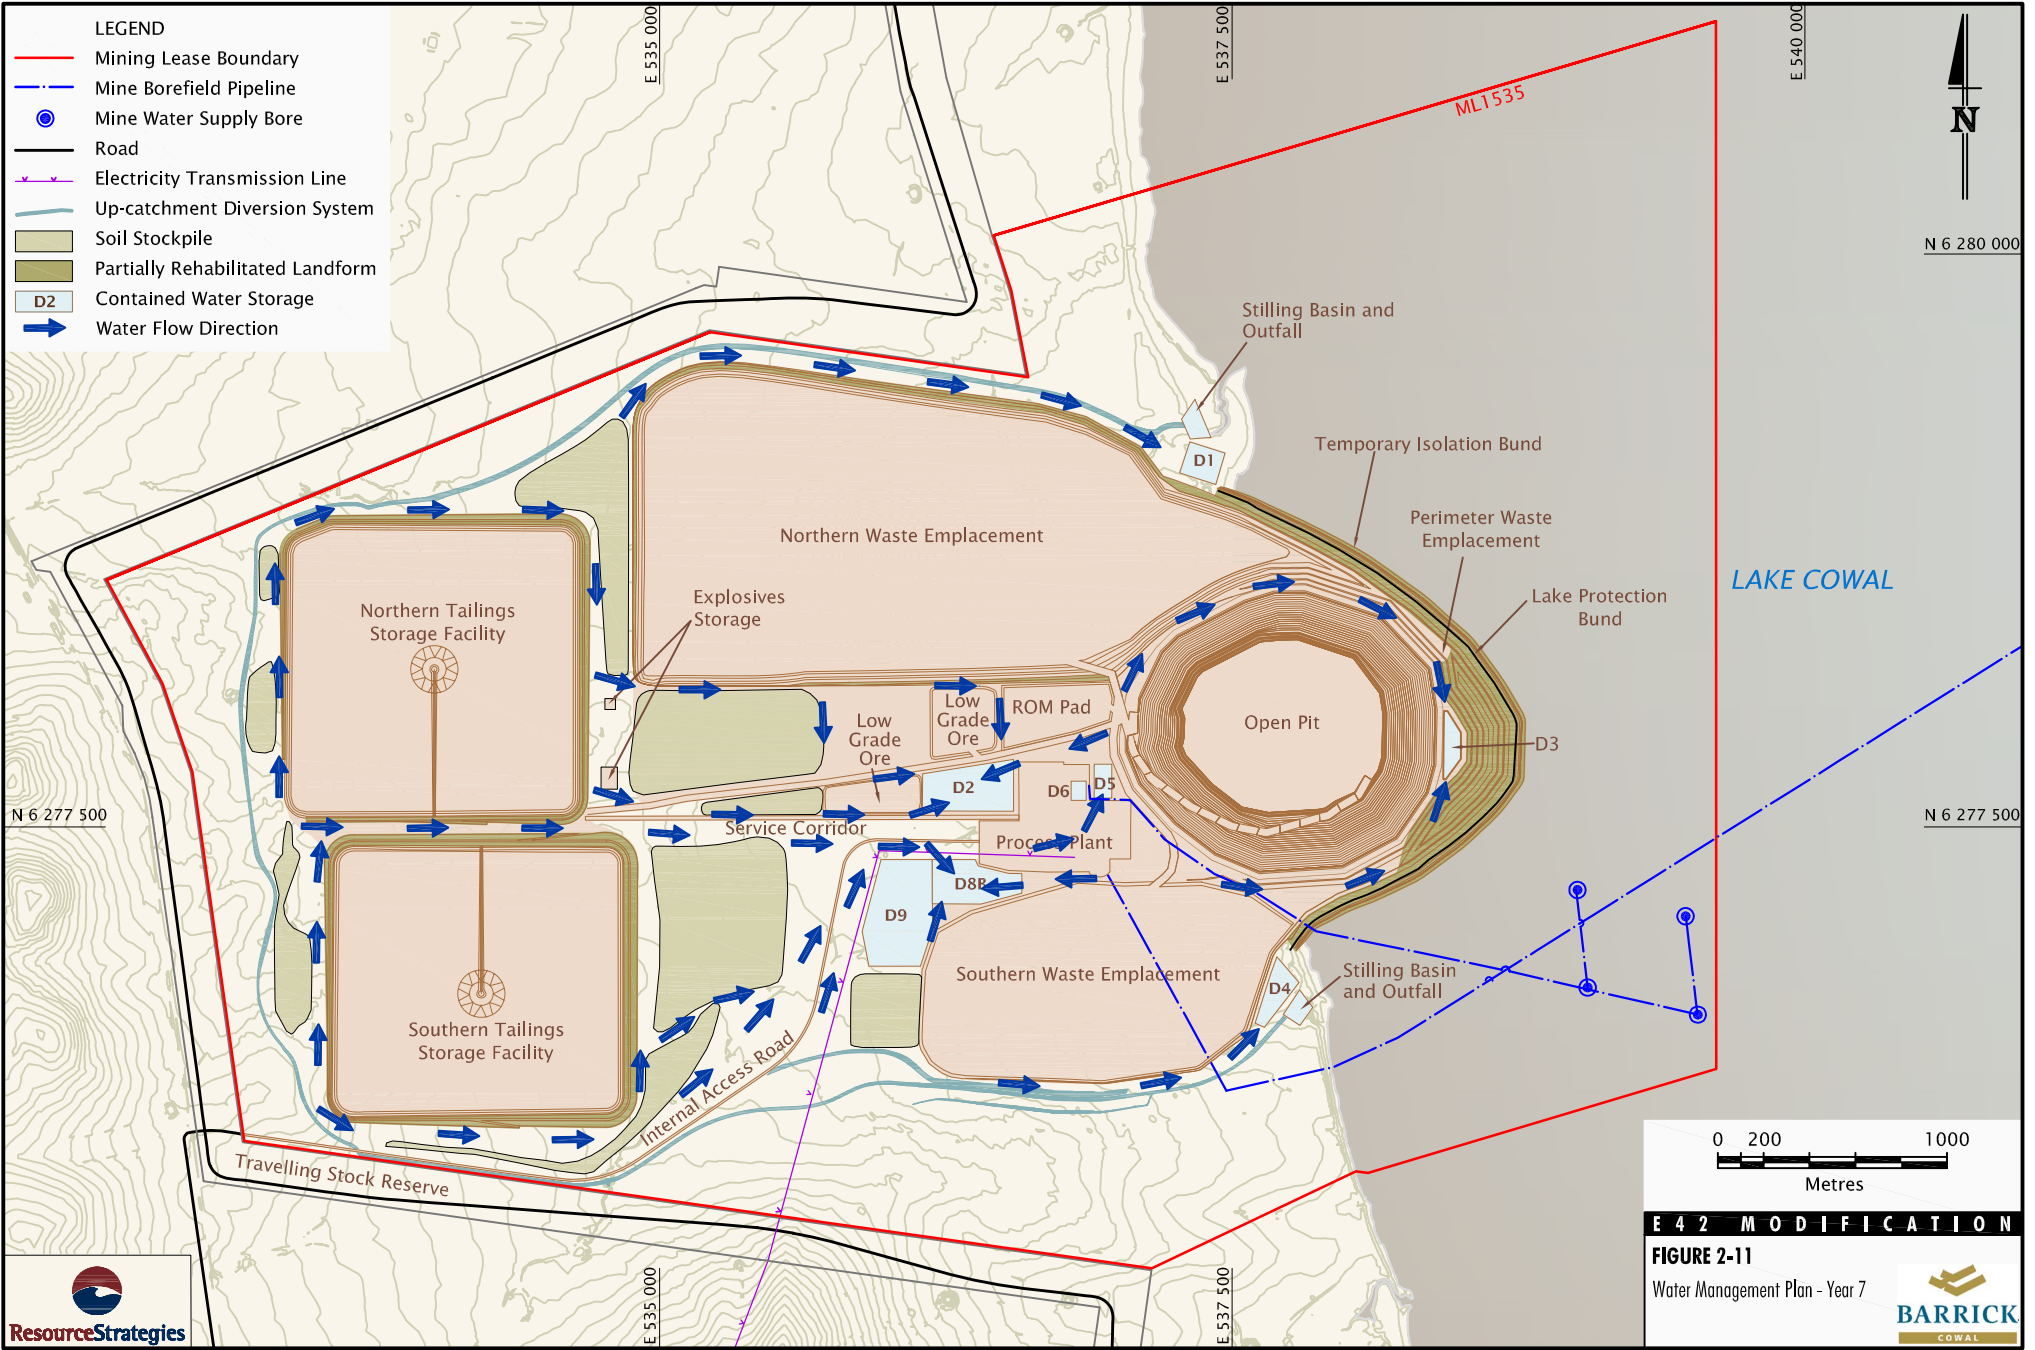 LEGEND
Mining Lease Boundary
Mine Borefield Pipeline
Mine Water Supply Bore
Road
Electricity Transmission Line
Up-catchment Diversion System
Soil Stockpile
Partially Rehabilitated Landform
D2
Contained Water Storage
Water Flow Direction
E 535 000
E 537 500
E 540 000
ML1535
N
N 6 280 000
Stilling Basin and
Outfall
D1
Temporary Isolation Bund
Perimeter Waste
Emplacement
Northern Waste Emplacement
LAKE COWAL
Lake Protection
Bund
Northern Tailings
Storage Facility
Explosives
Storage
Low
Grade
Ore
ROM Pad
Low
Grade
Ore
Open Pit
D3
D2
D6
D5
N 6 277 500
N 6 277 500
Service Corridor
Process Plant
D8B
D9
Southern Waste Emplacement
D4
Stilling Basin
and Outfall
Southern Tailings
Storage Facility
Internal Access Road
Travelling Stock Reserve
0 200 1000
Metres
E42 MODIFICATION
FIGURE 2-11
Water Management Plan - Year 7
BARRICK
COWAL
E 535 000
E 537 500
ResourceStrategies